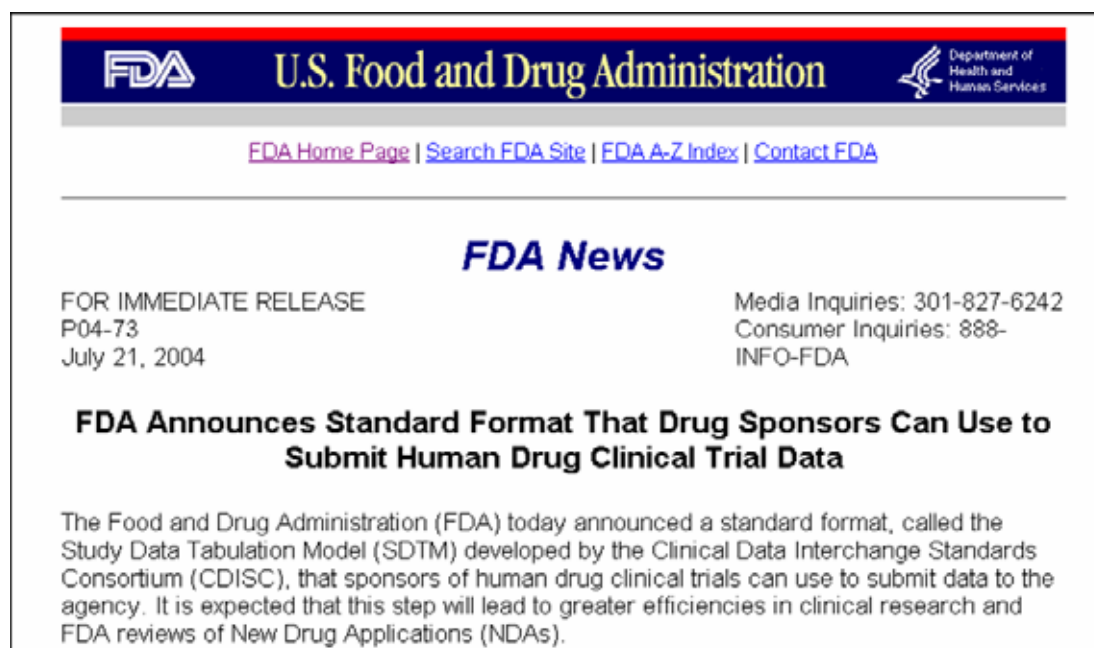 FDA U.S. Food and Drug Administration Department of
Health and
Human Services
FDA Home Page | Search FDA Site | FDA A-Z Index | Contact FDA
FDA News
FOR IMMEDIATE RELEASE
P04-73
July 21, 2004
Media Inquiries: 301-827-6242
Consumer Inquiries: 888-
INFO-FDA
FDA Announces Standard Format That Drug Sponsors Can Use to
Submit Human Drug Clinical Trial Data
The Food and Drug Administration (FDA) today announced a standard format, called the
Study Data Tabulation Model (SDTM) developed by the Clinical Data Interchange Standards
Consortium (CDISC), that sponsors of human drug clinical trials can use to submit data to the
agency. It is expected that this step will lead to greater efficiencies in clinical research and
FDA reviews of New Drug Applications (NDAs).